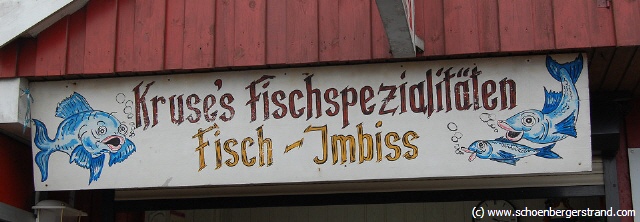 Kruse's Fischspezialitäten
Fisch - Imbiss
(c) www.schoenbergerstrand.com